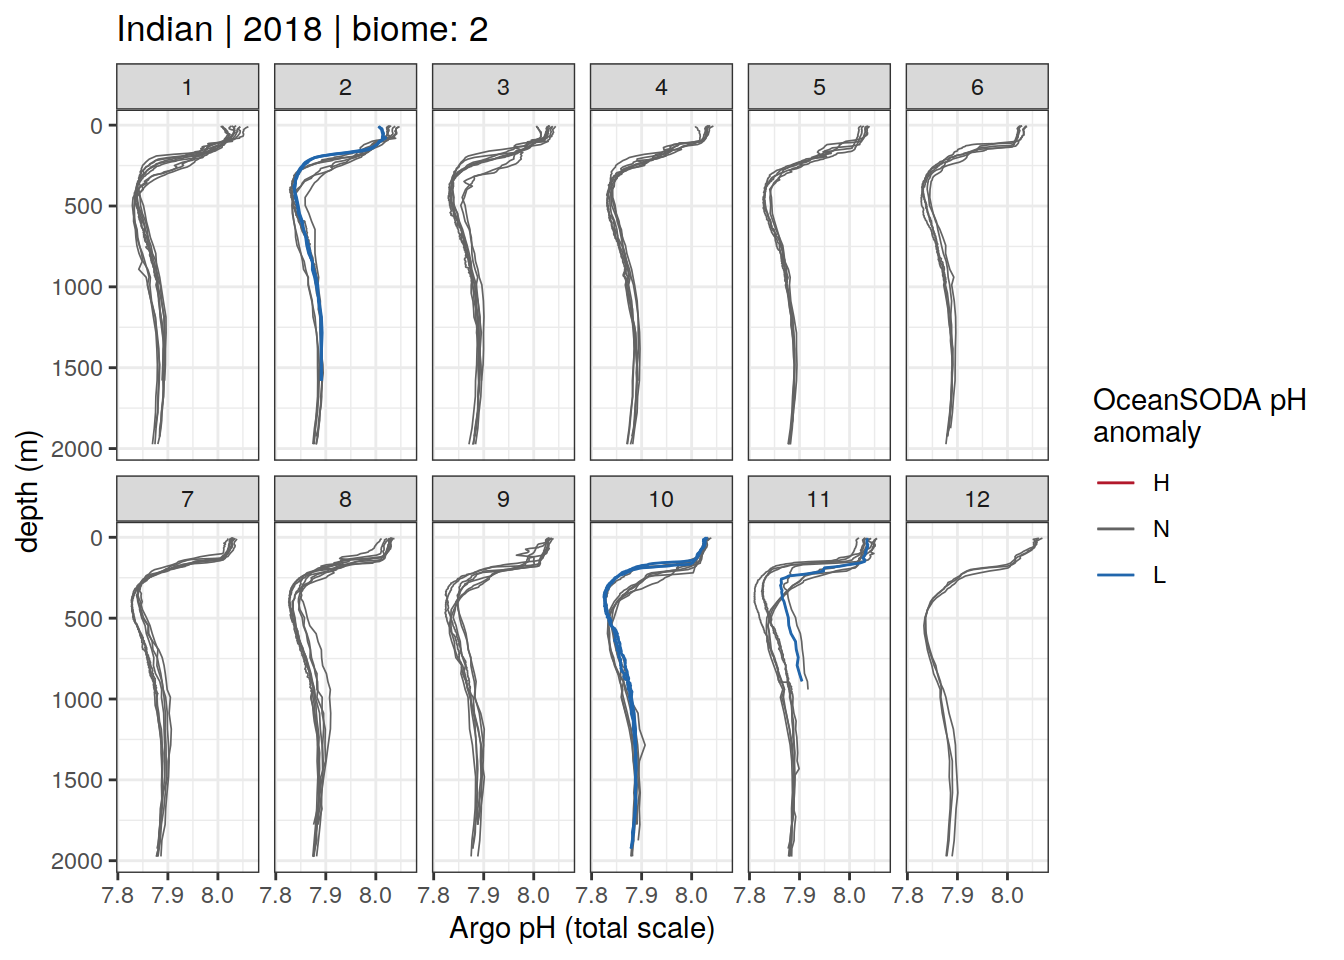 Indian | 2018 | biome: 2
1 2 3 4 5 6
0
500
1000
1500
2000
7 8 9 10 11 12
0
500
1000
1500
2000
7.8 7.9 8.0 7.8 7.9 8.0 7.8 7.9 8.0 7.8 7.9 8.0 7.8 7.9 8.0 7.8 7.9 8.0
Argo pH (total scale)
depth (m)
OceanSODA pH
anomaly
H
N
L